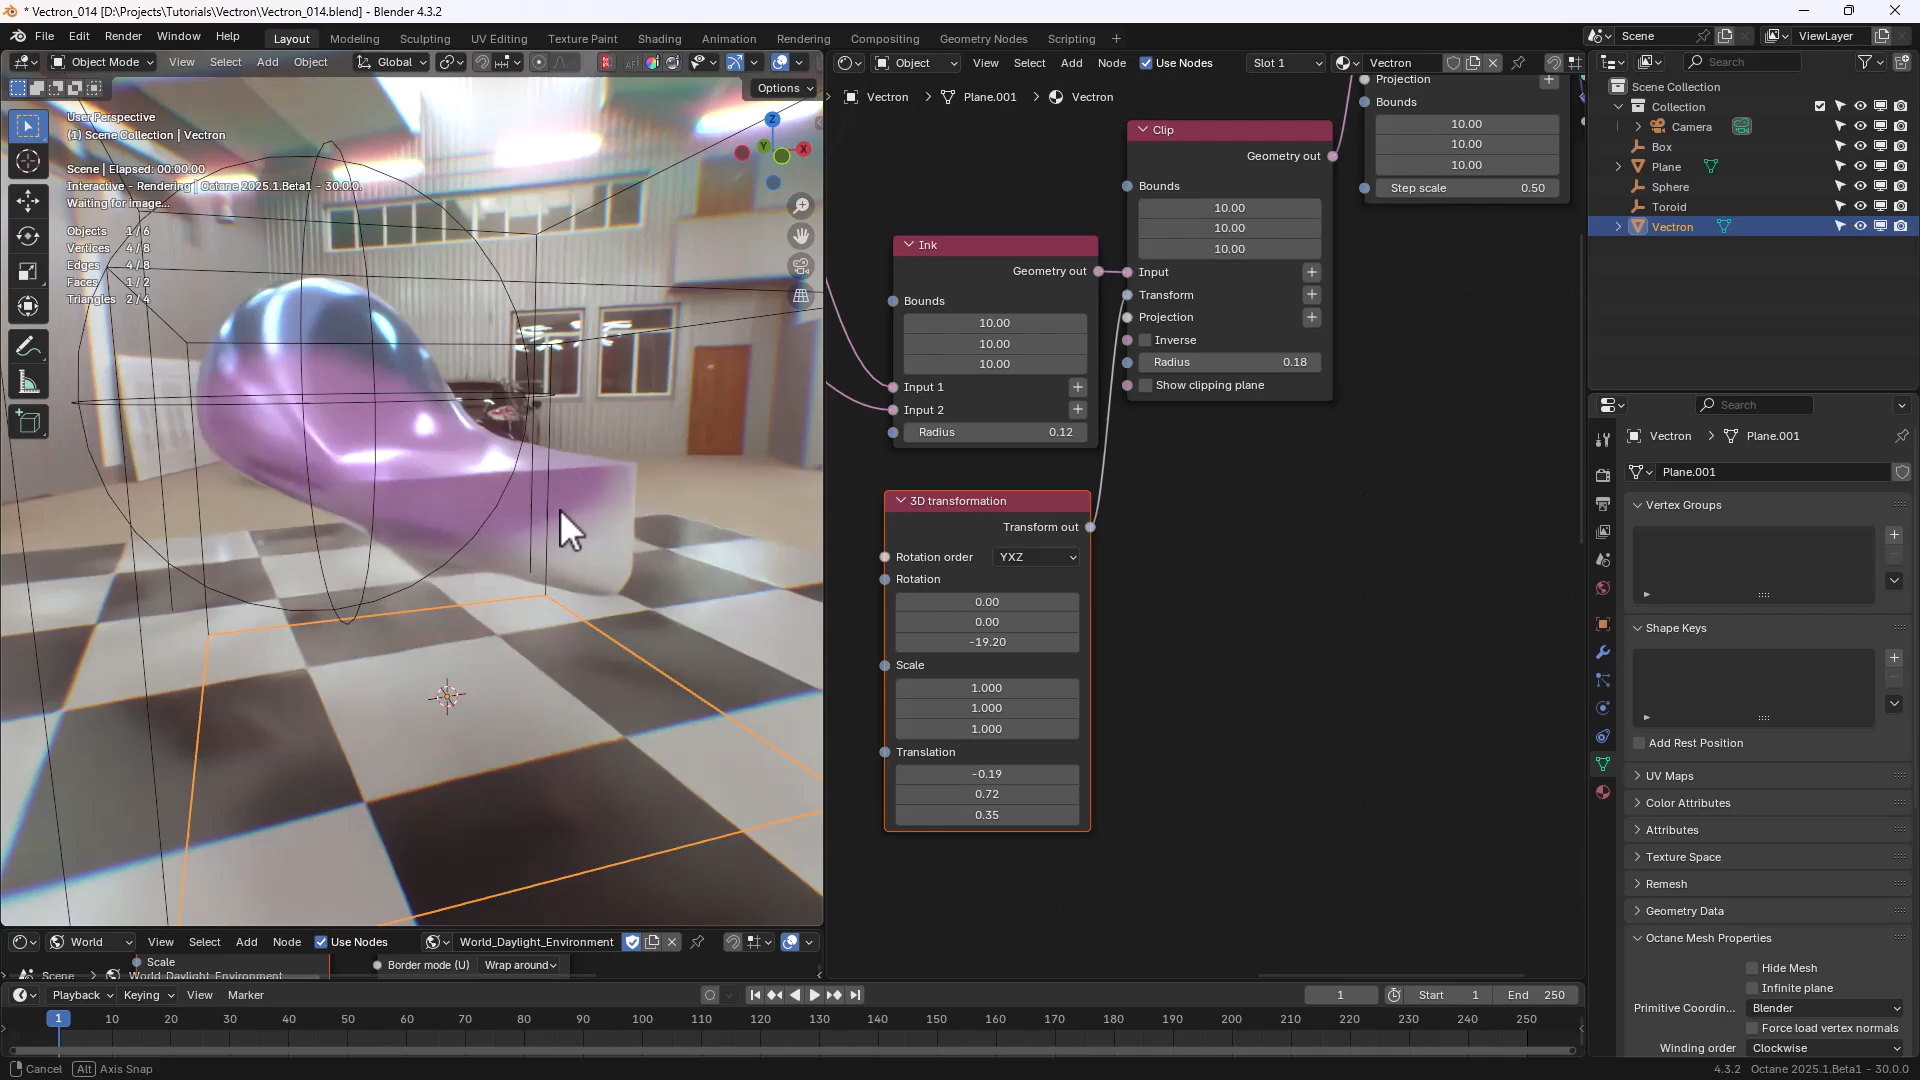 * Vectron_014 [D:\Projects\Tutorials\Vectron\Vectron_014.blend] - Blender 4.3.2
File Edit Render Window Help Layout Modeling Sculpting UV Editing Texture Paint Shading Animation Rendering Compositing Geometry Nodes Scripting + Scene ViewLayer
Object Mode View Select Add Object Global
Options
User Perspective
(1) Scene Collection | Vectron
Scene | Elapsed: 00:00.00
Interactive - Rendering | Octane 2025.1.Beta1 - 30.0.0.
Waiting for image...
Objects 1/6
Vertices 4/8
Edges 4/8
Faces 1/2
Triangles 2/4
Z
Y
X
Object View Select Add Node Use Nodes Slot 1 Vectron
Vectron > Plane.001 > Vectron
Projection
Bounds
10.00
10.00
10.00
Step scale 0.50
Clip
Geometry out
Bounds
10.00
10.00
10.00
Input
Transform
Projection
Inverse
Radius 0.18
Show clipping plane
Ink
Geometry out
Bounds
10.00
10.00
10.00
Input 1
Input 2
Radius 0.12
3D transformation
Transform out
Rotation order YXZ
Rotation
0.00
0.00
-19.20
Scale
1.000
1.000
1.000
Translation
-0.19
0.72
0.35
Search
Scene Collection
Collection
Camera
Box
Plane
Sphere
Toroid
Vectron
Search
Vectron > Plane.001
Plane.001
Vertex Groups
Shape Keys
Add Rest Position
UV Maps
Color Attributes
Attributes
Texture Space
Remesh
Geometry Data
Octane Mesh Properties
Hide Mesh
Infinite plane
Primitive Coordin... Blender
Force load vertex normals
Winding order Clockwise
World View Select Add Node Use Nodes World_Daylight_Environment
Scale
Border mode (U) Wrap around
Scene > World_Daylight_Environment
Playback Keying View Marker 1 Start 1 End 250
1 10 20 30 40 50 60 70 80 90 100 110 120 130 140 150 160 170 180 190 200 210 220 230 240 250
Cancel Alt Axis Snap
4.3.2 Octane 2025.1.Beta1 - 30.0.0